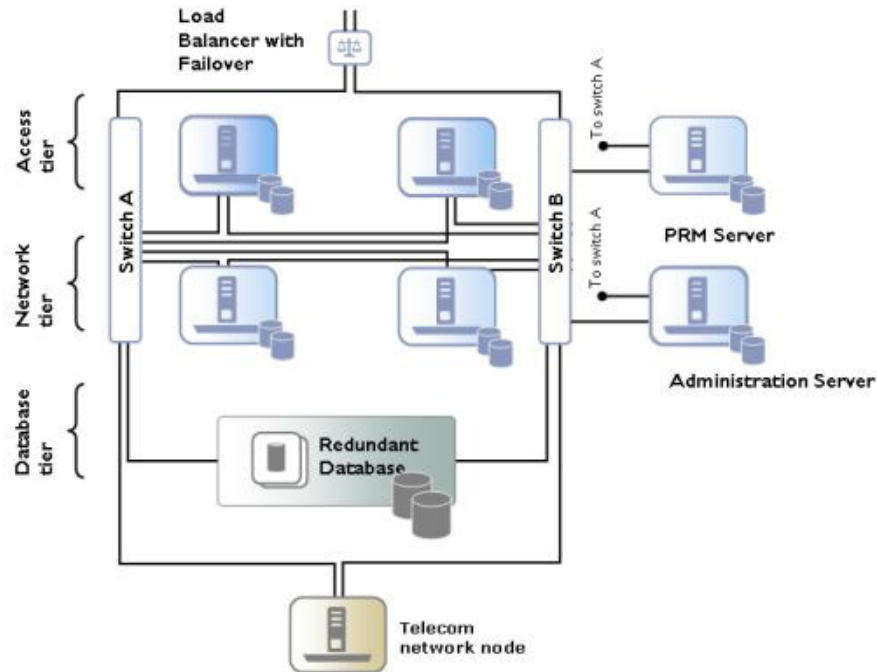 Load
Balancer with
Failover
Access
tier
Network
tier
Database
tier
Switch A
Switch B
To switch A
PRM Server
To switch A
Administration Server
Redundant
Database
Telecom
network node